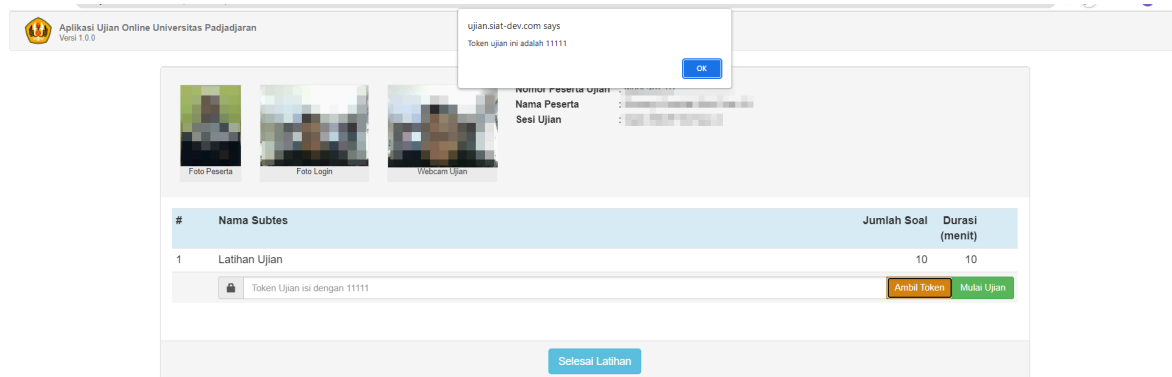 Aplikasi Ujian Online Universitas Padjadjaran
Versi 1.0.0
ujian.siat-dev.com says
Token ujian ini adalah 11111
OK
Nomor Peserta Ujian :
Nama Peserta :
Sesi Ujian :
Foto Peserta
Foto Login
Webcam Ujian
# Nama Subtes Jumlah Soal Durasi (menit)
1 Latihan Ujian 10 10
Token Ujian isi dengan 11111 Ambil Token Mulai Ujian
Selesai Latihan